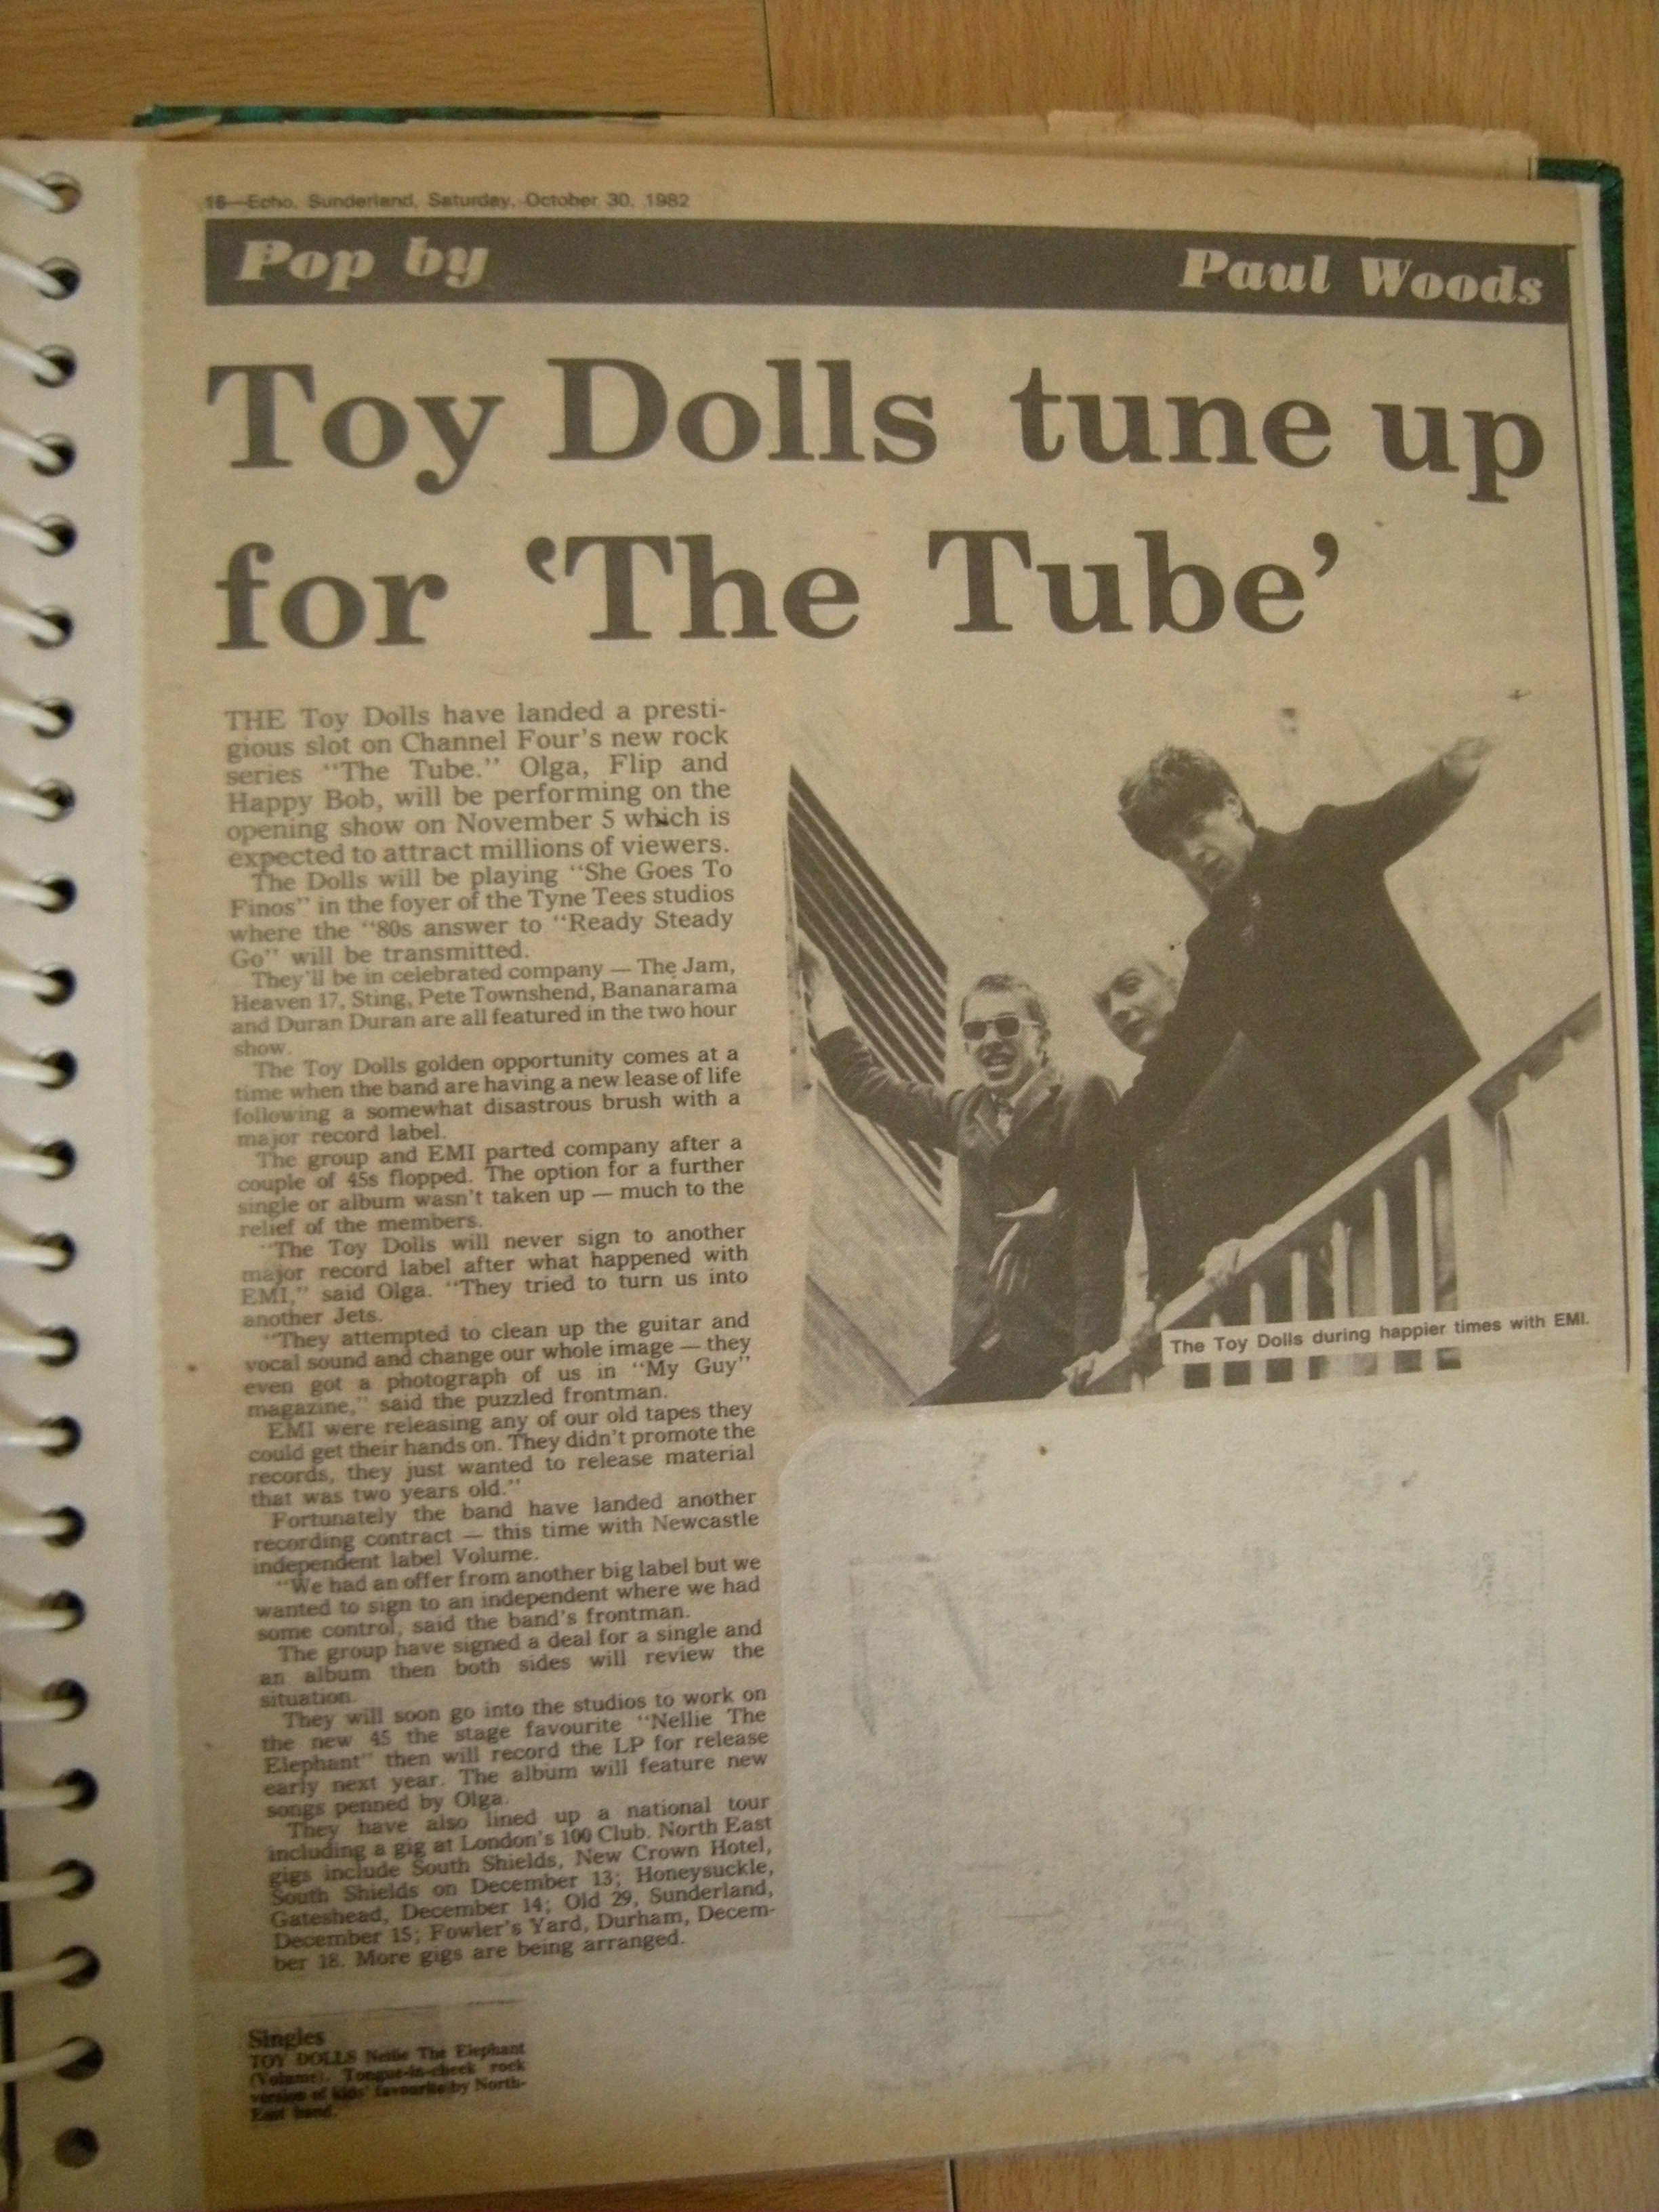 16—Echo, Sunderland, Saturday, October 30, 1982
Pop by Paul Woods
Toy Dolls tune up
for ‘The Tube’
THE Toy Dolls have landed a presti-
gious slot on Channel Four's new rock
series "The Tube." Olga, Flip and
Happy Bob, will be performing on the
opening show on November 5 which is
expected to attract millions of viewers.
The Dolls will be playing "She Goes To
Finos" in the foyer of the Tyne Tees studios
where the "80s answer to "Ready Steady
Go" will be transmitted.
They'll be in celebrated company — The Jam,
Heaven 17, Sting, Pete Townshend, Bananarama
and Duran Duran are all featured in the two hour
show.
The Toy Dolls golden opportunity comes at a
time when the band are having a new lease of life
following a somewhat disastrous brush with a
major record label.
The group and EMI parted company after a
couple of 45s flopped. The option for a further
single or album wasn't taken up — much to the
relief of the members.
"The Toy Dolls will never sign to another
major record label after what happened with
EMI," said Olga. "They tried to turn us into
another Jets.
"They attempted to clean up the guitar and
vocal sound and change our whole image — they
even got a photograph of us in "My Guy"
magazine," said the puzzled frontman.
EMI were releasing any of our old tapes they
could get their hands on. They didn't promote the
records, they just wanted to release material
that was two years old."
Fortunately the band have landed another
recording contract — this time with Newcastle
independent label Volume.
"We had an offer from another big label but we
wanted to sign to an independent where we had
some control, said the band's frontman.
The group have signed a deal for a single and
an album then both sides will review the
situation.
They will soon go into the studios to work on
the new 45 the stage favourite "Nellie The
Elephant" then will record the LP for release
early next year. The album will feature new
songs penned by Olga.
They have also lined up a national tour
including a gig at London's 100 Club. North East
gigs include South Shields, New Crown Hotel,
South Shields on December 13; Honeysuckle,
Gateshead, December 14; Old 29, Sunderland,
December 15; Fowler's Yard, Durham, Decem-
ber 18. More gigs are being arranged.
The Toy Dolls during happier times with EMI.
Singles
TOY DOLLS Nellie The Elephant
(Volume). Tongue-in-cheek rock
version of kids' favourite by North-
East band.